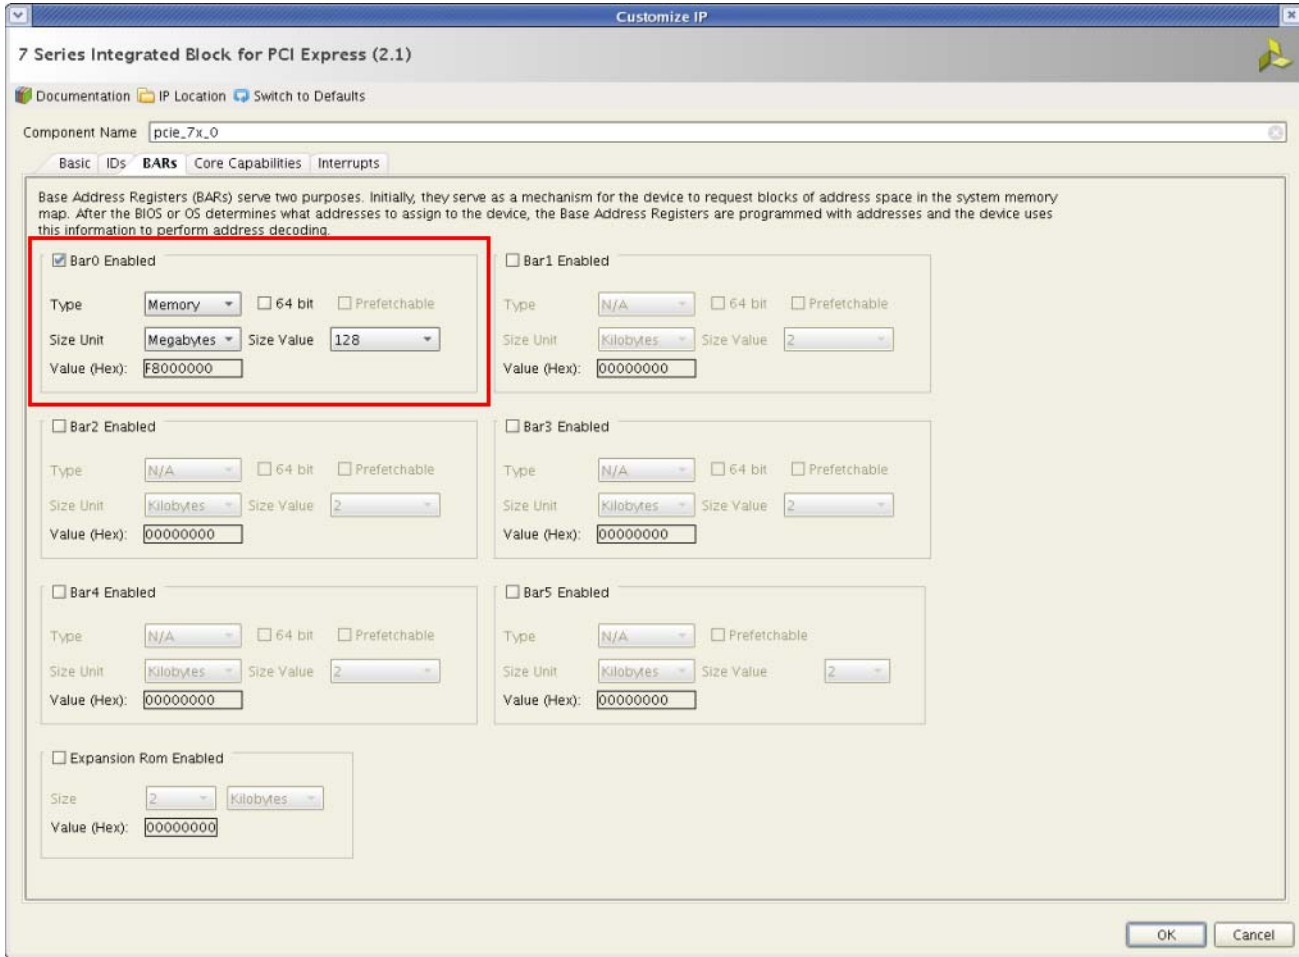 Customize IP
7 Series Integrated Block for PCI Express (2.1)
Documentation IP Location Switch to Defaults
Component Name pcie_7x_0
Basic IDs BARs Core Capabilities Interrupts
Base Address Registers (BARs) serve two purposes. Initially, they serve as a mechanism for the device to request blocks of address space in the system memory
map. After the BIOS or OS determines what addresses to assign to the device, the Base Address Registers are programmed with addresses and the device uses
this information to perform address decoding.
Bar0 Enabled
Type Memory 64 bit Prefetchable
Size Unit Megabytes Size Value 128
Value (Hex): F8000000
Bar1 Enabled
Type N/A 64 bit Prefetchable
Size Unit Kilobytes Size Value 2
Value (Hex): 00000000
Bar2 Enabled
Type N/A 64 bit Prefetchable
Size Unit Kilobytes Size Value 2
Value (Hex): 00000000
Bar3 Enabled
Type N/A 64 bit Prefetchable
Size Unit Kilobytes Size Value 2
Value (Hex): 00000000
Bar4 Enabled
Type N/A 64 bit Prefetchable
Size Unit Kilobytes Size Value 2
Value (Hex): 00000000
Bar5 Enabled
Type N/A Prefetchable
Size Unit Kilobytes Size Value 2
Value (Hex): 00000000
Expansion Rom Enabled
Size 2 Kilobytes
Value (Hex): 00000000
OK Cancel